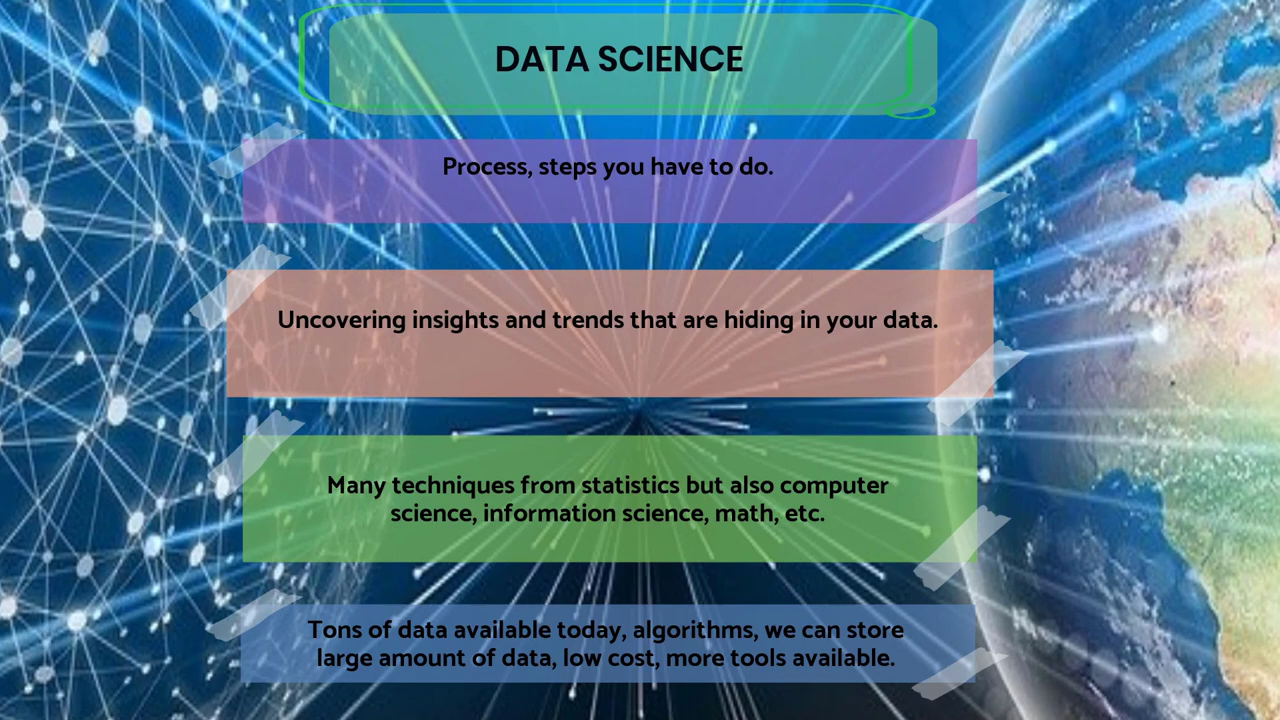 DATA SCIENCE
Process, steps you have to do.
Uncovering insights and trends that are hiding in your data.
Many techniques from statistics but also computer
science, information science, math, etc.
Tons of data available today, algorithms, we can store
large amount of data, low cost, more tools available.